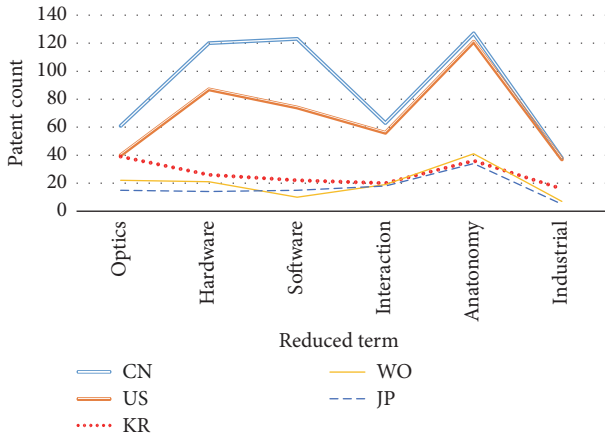 140
120
100
80
60
40
20
0
Patent count
Optics
Hardware
Software
Interaction
Anatonomy
Industrial
Reduced term
CN
US
KR
WO
JP